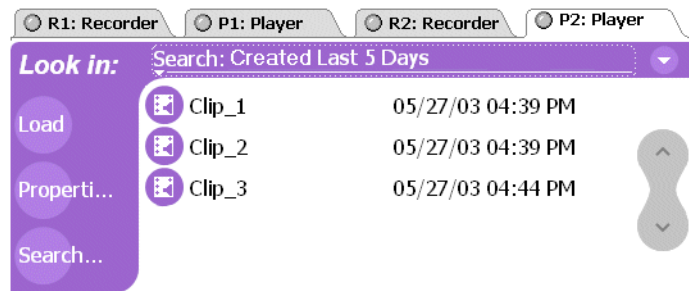 R1: Recorder P1: Player R2: Recorder P2: Player
Look in: Search: Created Last 5 Days
Load
Clip_1 05/27/03 04:39 PM
Clip_2 05/27/03 04:39 PM
Properti... Clip_3 05/27/03 04:44 PM
Search...